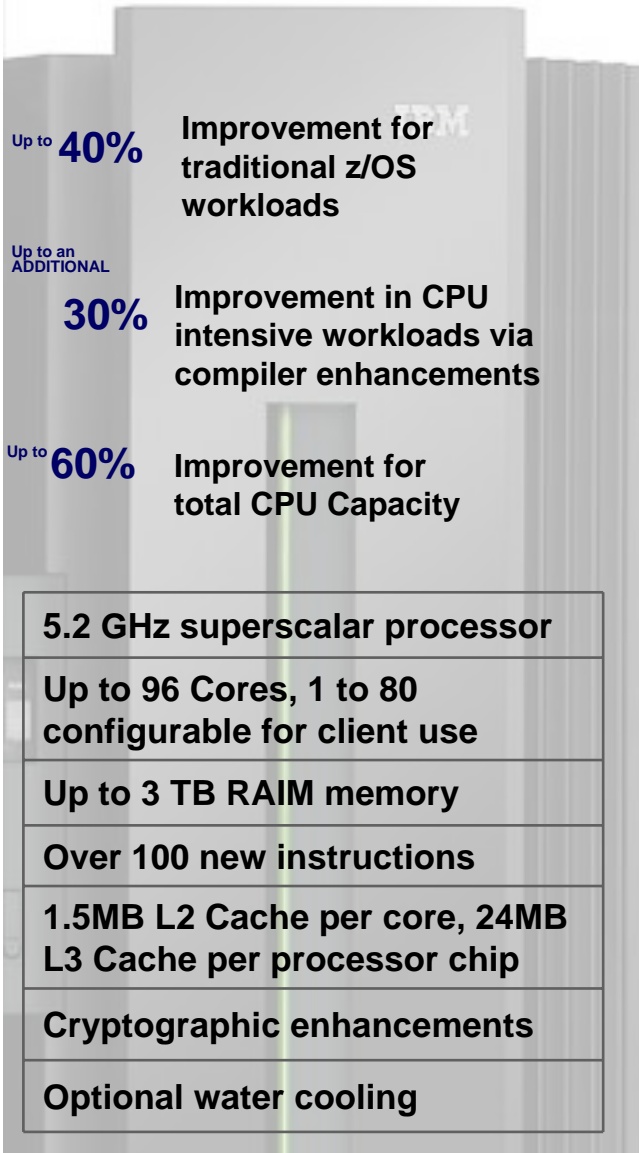 IBM
Up to 40% Improvement for
traditional z/OS
workloads
Up to an
ADDITIONAL
30% Improvement in CPU
intensive workloads via
compiler enhancements
Up to 60% Improvement for
total CPU Capacity
5.2 GHz superscalar processor
Up to 96 Cores, 1 to 80
configurable for client use
Up to 3 TB RAIM memory
Over 100 new instructions
1.5MB L2 Cache per core, 24MB
L3 Cache per processor chip
Cryptographic enhancements
Optional water cooling